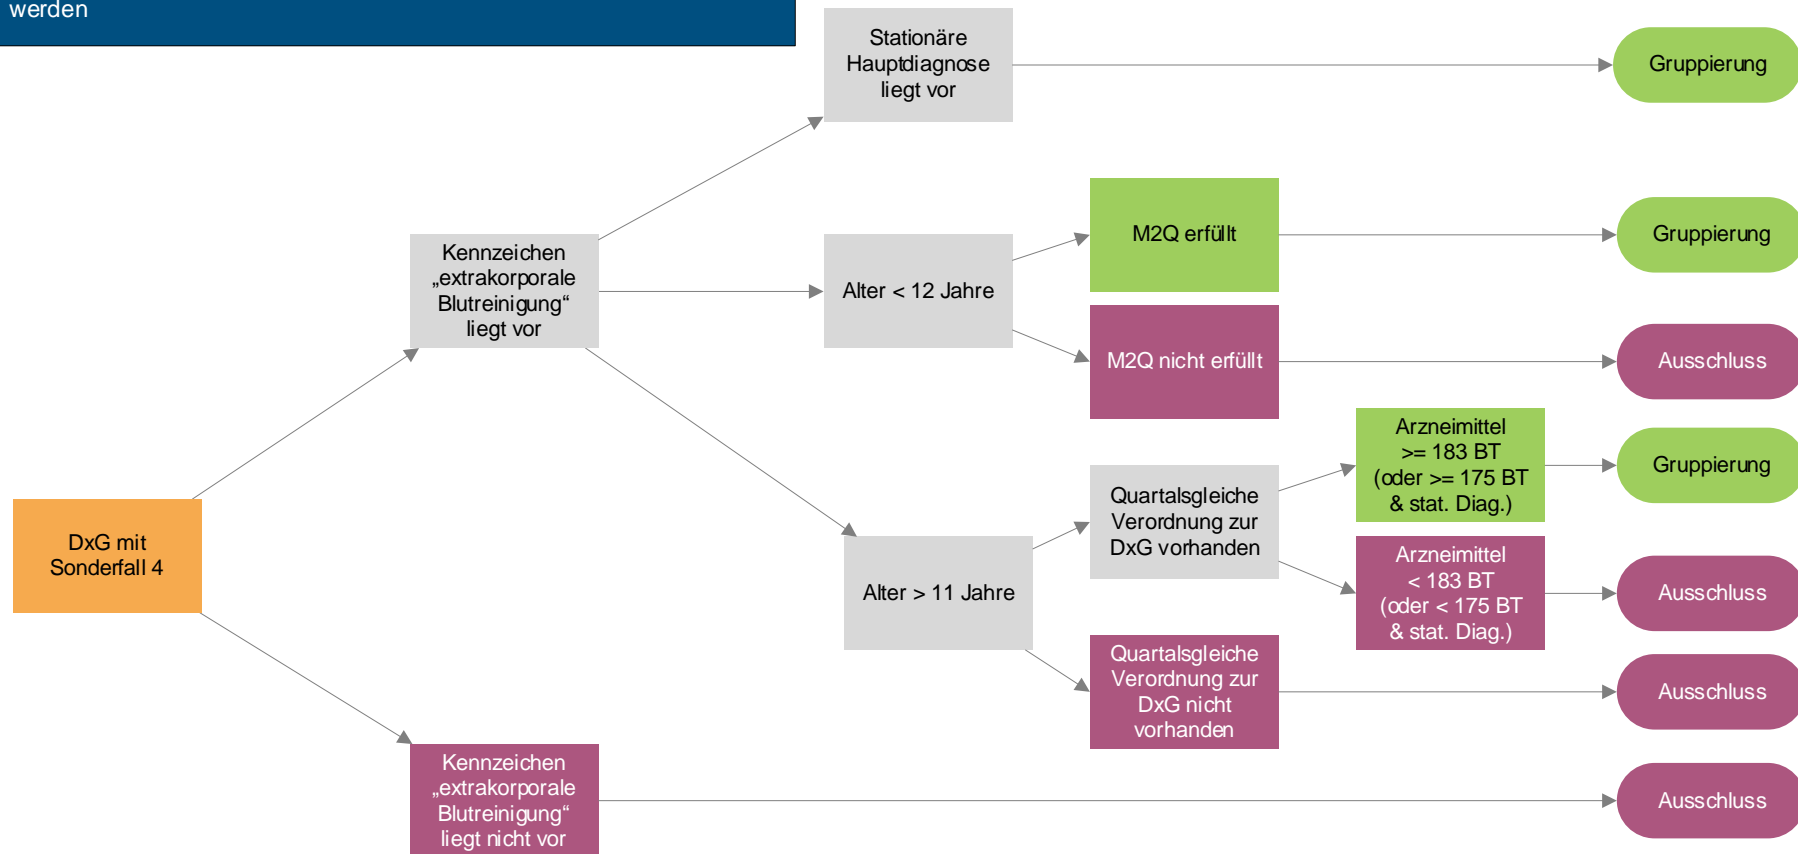 werden
Stationäre
Hauptdiagnose
liegt vor
Gruppierung
Kennzeichen
„extrakorporale
Blutreinigung“
liegt vor
Alter < 12 Jahre
M2Q erfüllt
Gruppierung
M2Q nicht erfüllt
Ausschluss
DxG mit
Sonderfall 4
Alter > 11 Jahre
Quartalsgleiche
Verordnung zur
DxG vorhanden
Arzneimittel
>= 183 BT
(oder >= 175 BT
& stat. Diag.)
Gruppierung
Arzneimittel
< 183 BT
(oder < 175 BT
& stat. Diag.)
Ausschluss
Quartalsgleiche
Verordnung zur
DxG nicht
vorhanden
Ausschluss
Kennzeichen
„extrakorporale
Blutreinigung“
liegt nicht vor
Ausschluss